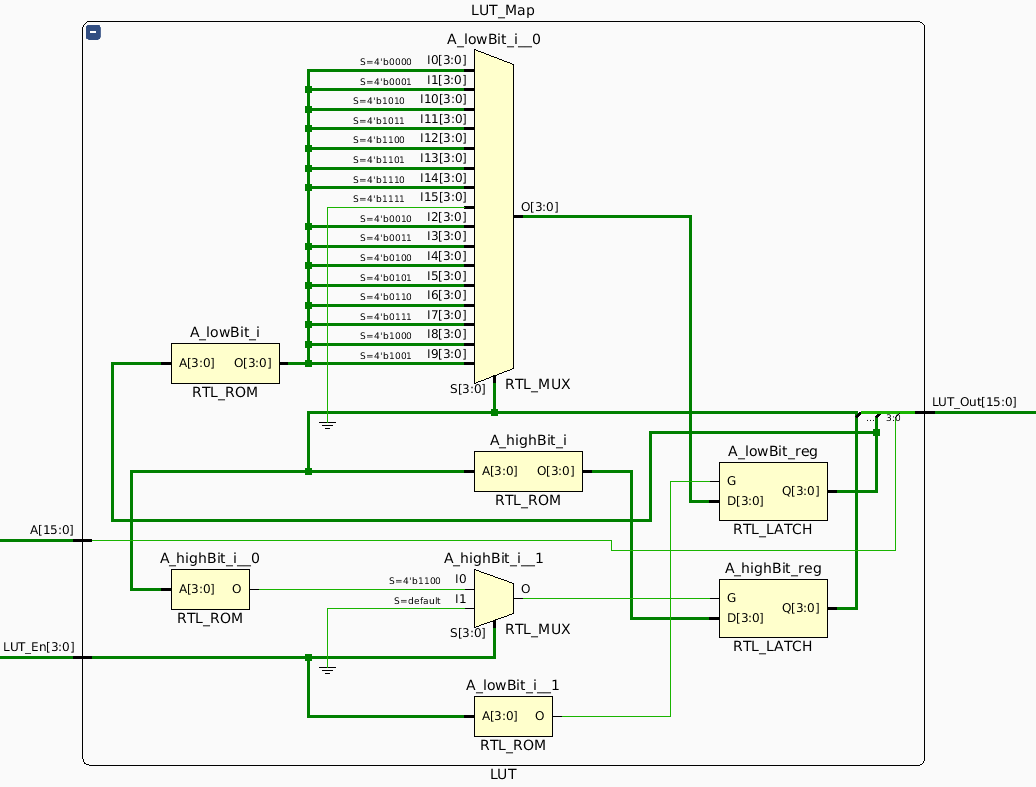 LUT_Map
A_lowBit_i__0
S=4'b0000 I0[3:0]
S=4'b0001 I1[3:0]
S=4'b1010 I10[3:0]
S=4'b1011 I11[3:0]
S=4'b1100 I12[3:0]
S=4'b1101 I13[3:0]
S=4'b1110 I14[3:0]
S=4'b1111 I15[3:0]
S=4'b0010 I2[3:0]
S=4'b0011 I3[3:0]
S=4'b0100 I4[3:0]
S=4'b0101 I5[3:0]
S=4'b0110 I6[3:0]
S=4'b0111 I7[3:0]
S=4'b1000 I8[3:0]
S=4'b1001 I9[3:0]
O[3:0]
S[3:0]
RTL_MUX
A_lowBit_i
A[3:0] O[3:0]
RTL_ROM
LUT_Out[15:0]
... 3:0
A_highBit_i
A[3:0] O[3:0]
RTL_ROM
A_lowBit_reg
G
D[3:0]
Q[3:0]
RTL_LATCH
A[15:0]
A_highBit_i__0
A[3:0] O
RTL_ROM
A_highBit_i__1
S=4'b1100 I0
S=default I1
O
S[3:0]
RTL_MUX
A_highBit_reg
G
D[3:0]
Q[3:0]
RTL_LATCH
LUT_En[3:0]
A_lowBit_i__1
A[3:0] O
RTL_ROM
LUT